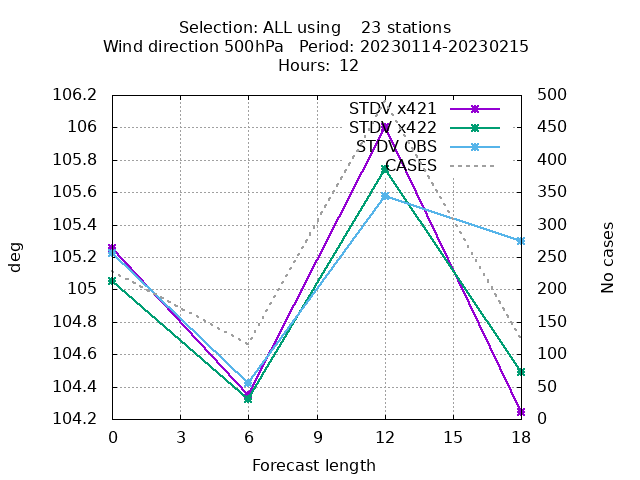 Selection: ALL using 23 stations
Wind direction 500hPa Period: 20230114-20230215
Hours: 12
106.2
106
105.8
105.6
105.4
105.2
105
104.8
104.6
104.4
104.2
deg
STDV x421
STDV x422
STDV OBS
CASES
500
450
400
350
300
250
200
150
100
50
0
No cases
0 3 6 9 12 15 18
Forecast length